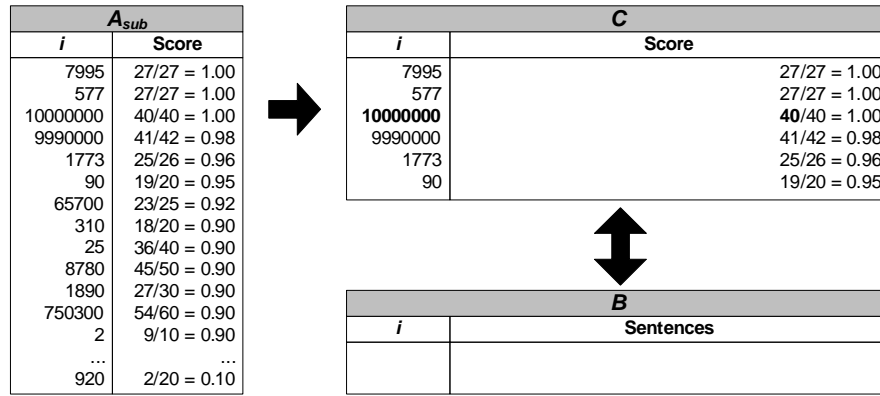 A_sub
i Score
7995 27/27 = 1.00
577 27/27 = 1.00
10000000 40/40 = 1.00
9990000 41/42 = 0.98
1773 25/26 = 0.96
90 19/20 = 0.95
65700 23/25 = 0.92
310 18/20 = 0.90
25 36/40 = 0.90
8780 45/50 = 0.90
1890 27/30 = 0.90
750300 54/60 = 0.90
2 9/10 = 0.90
... ...
920 2/20 = 0.10
C
i Score
7995 27/27 = 1.00
577 27/27 = 1.00
10000000 40/40 = 1.00
9990000 41/42 = 0.98
1773 25/26 = 0.96
90 19/20 = 0.95
B
i Sentences